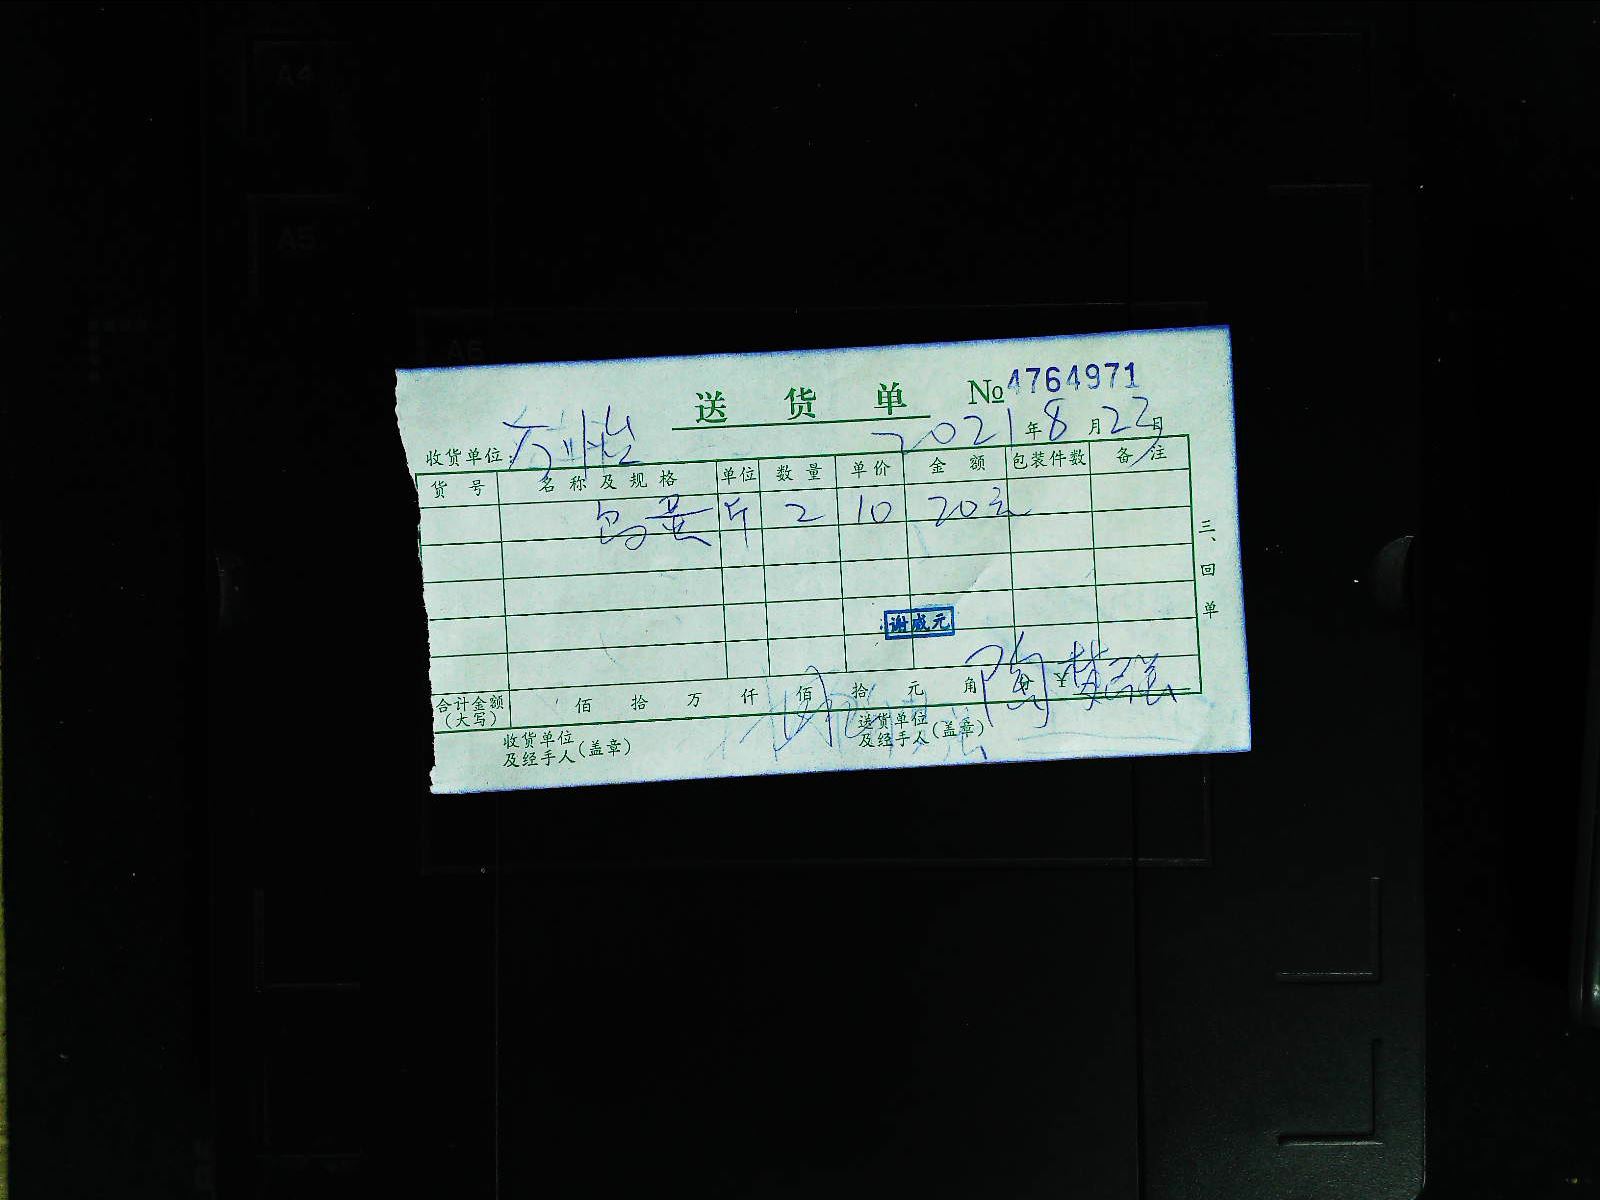 A4
A5
A6
送货单 № 4764971
收货单位: 2021年8月22日
货号 名称及规格 单位 数量 单价 金额 包装件数 备注
斤 2 10 20元
三、回单
谢成元
合计金额(大写) 佰 拾 万 仟 佰 拾 元 角 分
收货单位及经手人(盖章) 送货单位及经手人(盖章)